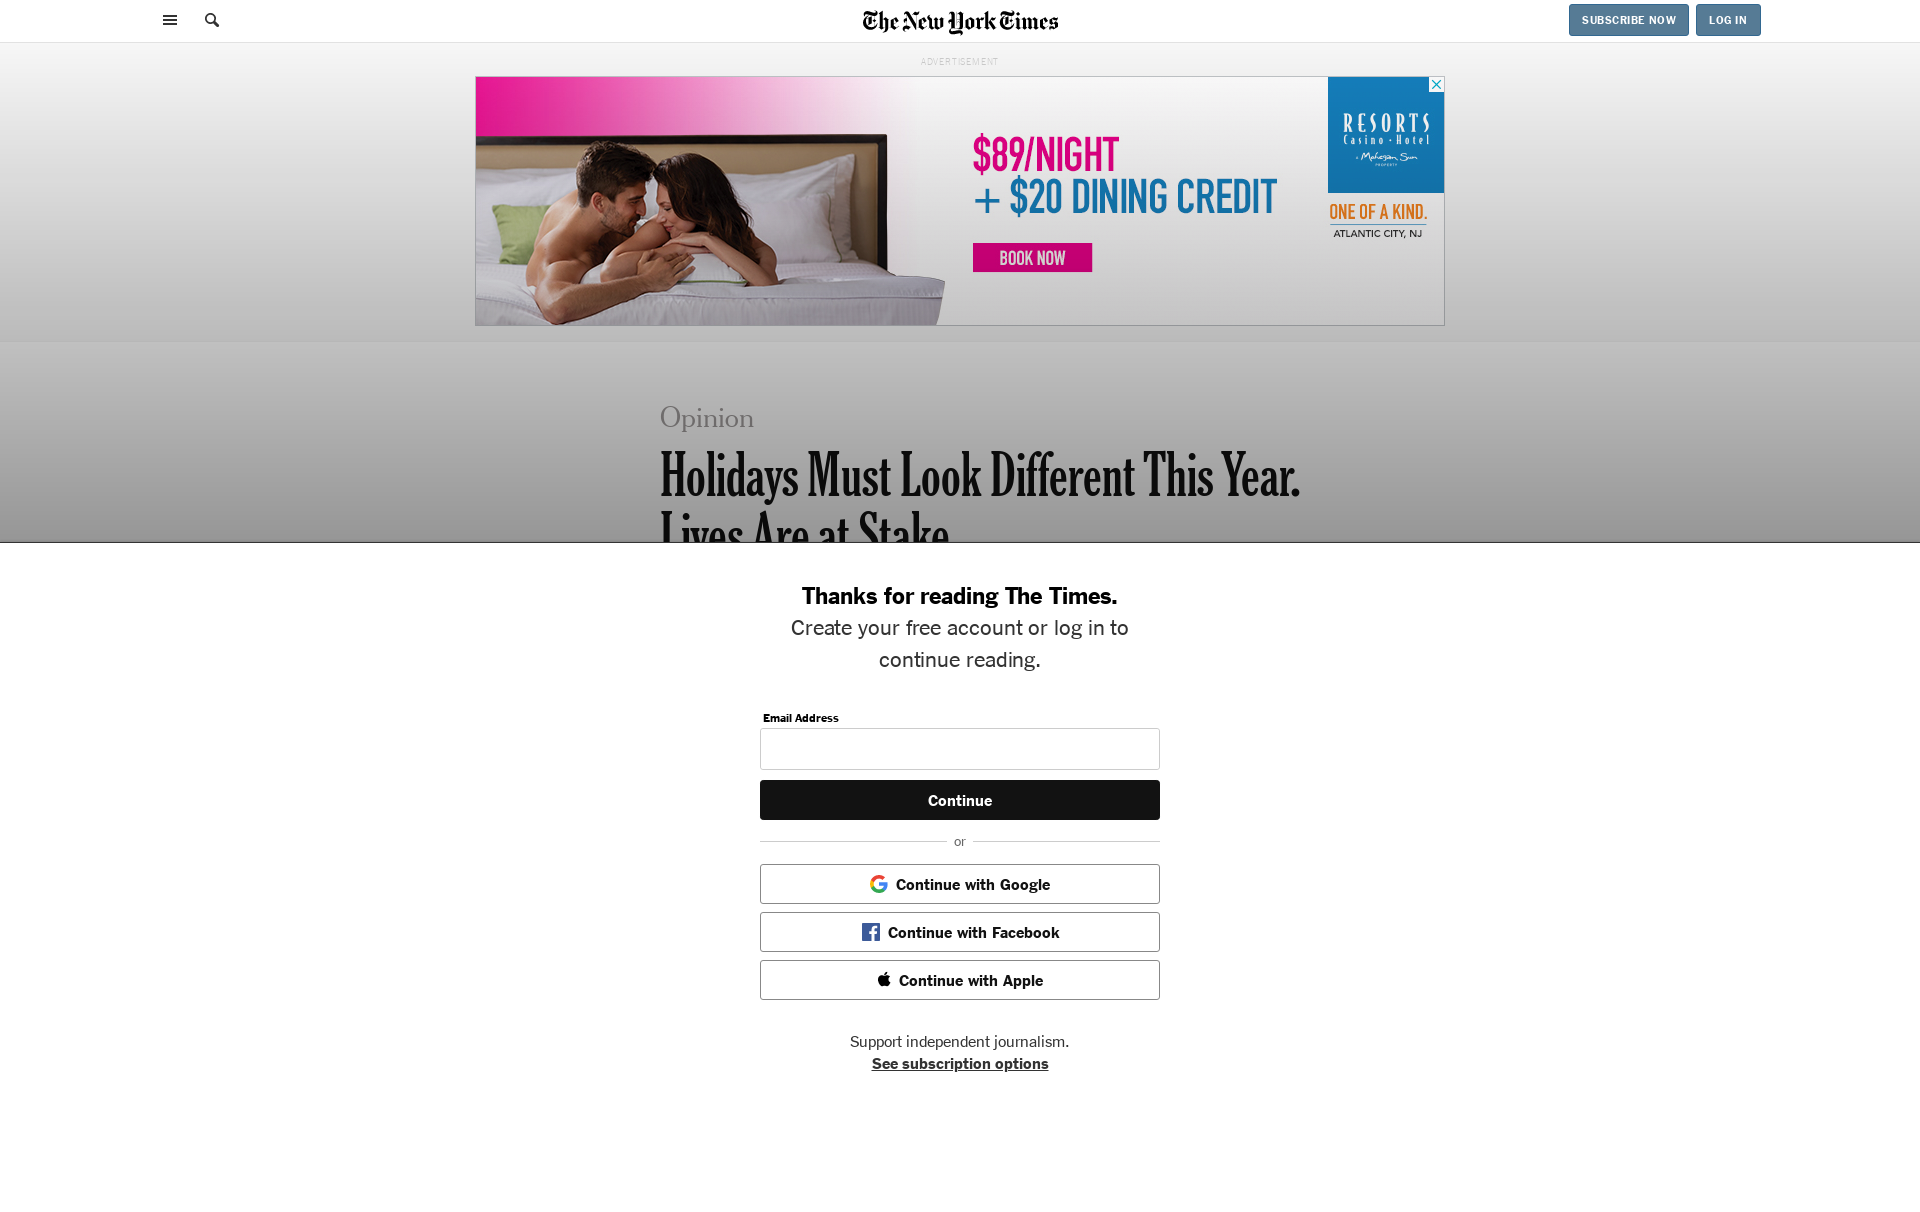 The New York Times
SUBSCRIBE NOW
LOG IN
ADVERTISEMENT
$89/NIGHT
+ $20 DINING CREDIT
BOOK NOW
RESORTS
Casino • Hotel
a Mohegan Sun
PROPERTY
ONE OF A KIND.
ATLANTIC CITY, NJ
Opinion
Holidays Must Look Different This Year.
Lives Are at Stake
Thanks for reading The Times.
Create your free account or log in to
continue reading.
Email Address
Continue
or
Continue with Google
Continue with Facebook
Continue with Apple
Support independent journalism.
See subscription options